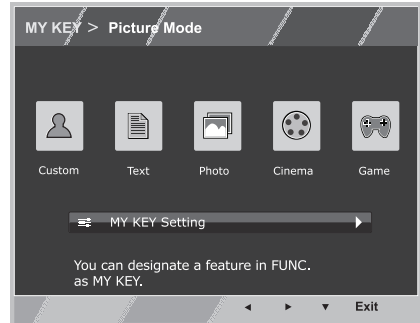 MY KEY > Picture Mode
Custom Text Photo Cinema Game
MY KEY Setting
You can designate a feature in FUNC.
as MY KEY.
Exit